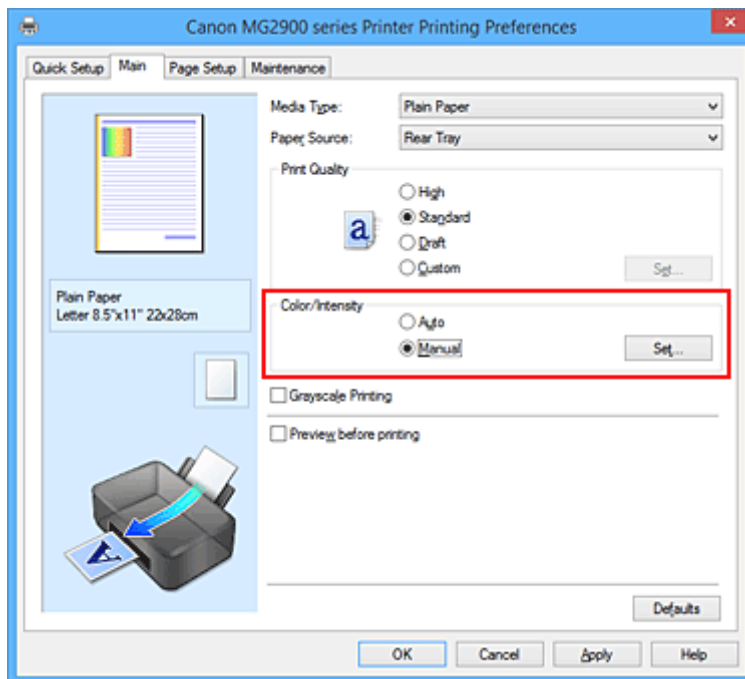 Canon MG2900 series Printer Printing Preferences
Quick Setup Main Page Setup Maintenance
Media Type: Plain Paper
Paper Source: Rear Tray
Print Quality
High
Standard
Draft
Custom Set...
a
Plain Paper
Letter 8.5"x11" 22x28cm
Color/Intensity
Auto
Manual Set...
Grayscale Printing
Preview before printing
A
Defaults
OK Cancel Apply Help